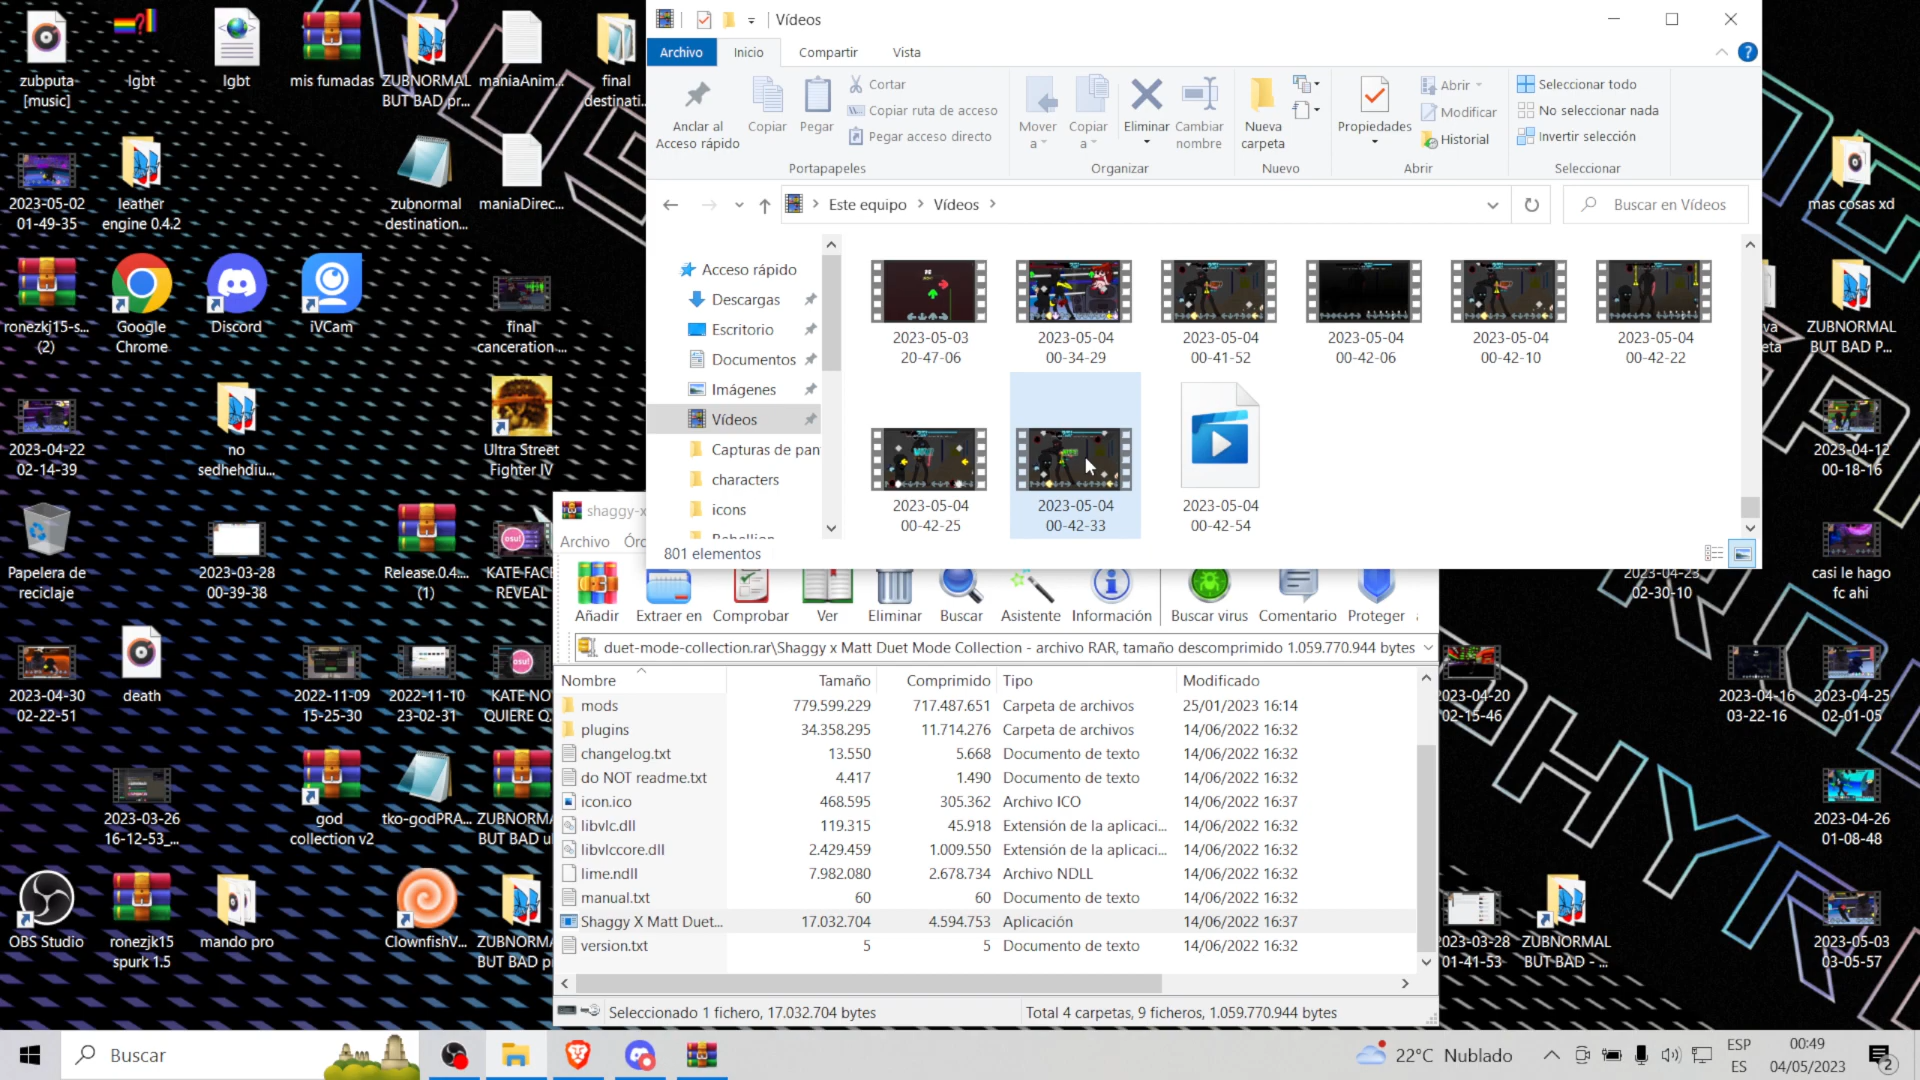 Vídeos
Archivo
Inicio
Compartir
Vista
Anclar al
Acceso rápido
Copiar
Pegar
Cortar
Copiar ruta de acceso
Pegar acceso directo
Portapapeles
Mover
a
Copiar
a
Eliminar
Cambiar
nombre
Organizar
Nueva
carpeta
Nuevo
Propiedades
Abrir
Modificar
Historial
Abrir
Seleccionar todo
No seleccionar nada
Invertir selección
Seleccionar
Este equipo
Vídeos
Buscar en Vídeos
Acceso rápido
Descargas
Escritorio
Documentos
Imágenes
Vídeos
Capturas de pan
characters
icons
2023-05-03
20-47-06
2023-05-04
00-34-29
2023-05-04
00-41-52
2023-05-04
00-42-06
2023-05-04
00-42-10
2023-05-04
00-42-22
2023-05-04
00-42-25
2023-05-04
00-42-33
2023-05-04
00-42-54
801 elementos
shaggy-x
Archivo
Órc
Añadir
Extraer en
Comprobar
Ver
Eliminar
Buscar
Asistente
Información
Buscar virus
Comentario
Proteger
duet-mode-collection.rar\Shaggy x Matt Duet Mode Collection - archivo RAR, tamaño descomprimido 1.059.770.944 bytes
Nombre Tamaño Comprimido Tipo Modificado
mods 779.599.229 717.487.651 Carpeta de archivos 25/01/2023 16:14
plugins 34.358.295 11.714.276 Carpeta de archivos 14/06/2022 16:32
changelog.txt 13.550 5.668 Documento de texto 14/06/2022 16:32
do NOT readme.txt 4.417 1.490 Documento de texto 14/06/2022 16:32
icon.ico 468.595 305.362 Archivo ICO 14/06/2022 16:37
libvlc.dll 119.315 45.918 Extensión de la aplicaci... 14/06/2022 16:32
libvlccore.dll 2.429.459 1.009.550 Extensión de la aplicaci... 14/06/2022 16:32
lime.ndll 7.982.080 2.678.734 Archivo NDLL 14/06/2022 16:32
manual.txt 60 60 Documento de texto 14/06/2022 16:32
Shaggy X Matt Duet... 17.032.704 4.594.753 Aplicación 14/06/2022 16:37
version.txt 5 5 Documento de texto 14/06/2022 16:32
Seleccionado 1 fichero, 17.032.704 bytes
Total 4 carpetas, 9 ficheros, 1.059.770.944 bytes
zubputa
[music]
lgbt
lgbt
mis fumadas
ZUBNORMAL
BUT BAD pr...
maniaAnim...
final
destinati...
2023-05-02
01-49-35
leather
engine 0.4.2
zubnormal
destination...
maniaDirec...
ronezkj15-s...
(2)
Google
Chrome
Discord
iVCam
final
canceration ...
2023-04-22
02-14-39
no
sedhehdiu...
Ultra Street
Fighter IV
Papelera de
reciclaje
2023-03-28
00-39-38
Release.0.4....
(1)
KATE FACE
REVEAL
osu!
2023-04-30
02-22-51
death
2022-11-09
15-25-30
2022-11-10
23-02-31
KATE NO
QUIERE Q
osu!
2023-03-26
16-12-53_...
god
collection v2
tko-godPRA...
ZUBNORMA
BUT BAD u
OBS Studio
ronezjk15
spurk 1.5
mando pro
ClownfishV...
ZUBNORMA
BUT BAD p
mas cosas xd
ZUBNORMAL
BUT BAD P...
2023-04-12
00-18-16
2023-04-23
02-30-10
casi le hago
fc ahi
2023-04-20
02-15-46
2023-04-16
03-22-16
2023-04-25
02-01-05
2023-04-26
01-08-48
2023-03-28
01-41-53
ZUBNORMAL
BUT BAD - ...
2023-05-03
03-05-57
Buscar
22°C Nublado
ESP
ES
00:49
04/05/2023
2